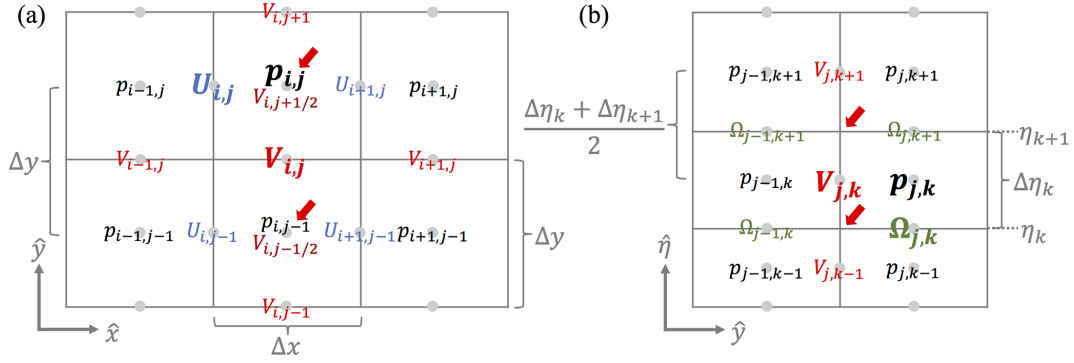 (a)
V_{i,j+1}
p_{i−1,j} U_{i,j} p_{i,j} U_{i+1,j} p_{i+1,j}
V_{i,j+1/2}
Δy
V_{i−1,j} V_{i,j} V_{i+1,j}
p_{i−1,j−1} U_{i,j−1} p_{i,j−1} U_{i+1,j−1} p_{i+1,j−1}
V_{i,j−1/2}
Δy
ŷ
V_{i,j−1}
x̂
Δx
(b)
p_{j−1,k+1} V_{j,k+1} p_{j,k+1}
(Δη_k + Δη_{k+1})/2
Ω_{j−1,k+1} Ω_{j,k+1} η_{k+1}
p_{j−1,k} V_{j,k} p_{j,k} Δη_k
Ω_{j−1,k} Ω_{j,k} η_k
η̂
p_{j−1,k−1} V_{j,k−1} p_{j,k−1}
ŷ